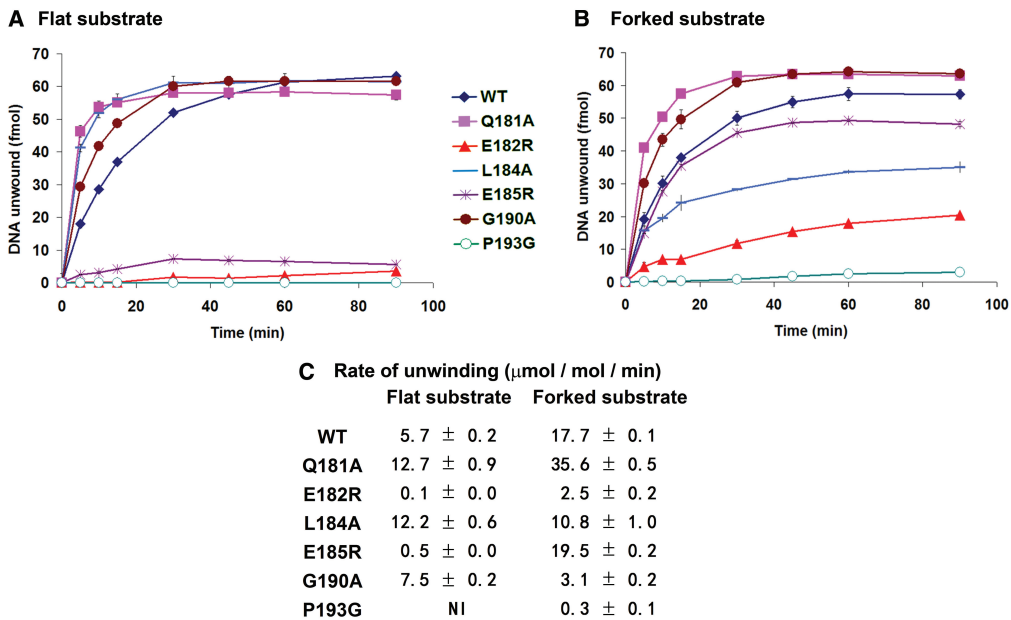 A Flat substrate
B Forked substrate
DNA unwound (fmol)
70
60
50
40
30
20
10
0
0 20 40 60 80 100
Time (min)
WT
Q181A
E182R
L184A
E185R
G190A
P193G
DNA unwound (fmol)
70
60
50
40
30
20
10
0
0 20 40 60 80 100
Time (min)
C Rate of unwinding (μmol / mol / min)
Flat substrate Forked substrate
WT 5.7 ± 0.2 17.7 ± 0.1
Q181A 12.7 ± 0.9 35.6 ± 0.5
E182R 0.1 ± 0.0 2.5 ± 0.2
L184A 12.2 ± 0.6 10.8 ± 1.0
E185R 0.5 ± 0.0 19.5 ± 0.2
G190A 7.5 ± 0.2 3.1 ± 0.2
P193G NI 0.3 ± 0.1